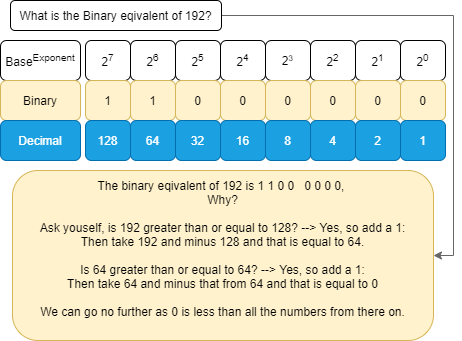 What is the Binary eqivalent of 192?
Base^Exponent 2^7 2^6 2^5 2^4 2^3 2^2 2^1 2^0
Binary 1 1 0 0 0 0 0 0
Decimal 128 64 32 16 8 4 2 1
The binary eqivalent of 192 is 1 1 0 0 0 0 0 0,
Why?
Ask youself, is 192 greater than or equal to 128? --> Yes, so add a 1:
Then take 192 and minus 128 and that is equal to 64.
Is 64 greater than or equal to 64? --> Yes, so add a 1:
Then take 64 and minus that from 64 and that is equal to 0
We can go no further as 0 is less than all the numbers from there on.